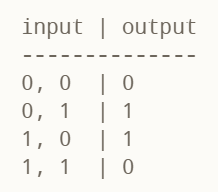 input | output
--------------
0, 0  | 0
0, 1  | 1
1, 0  | 1
1, 1  | 0